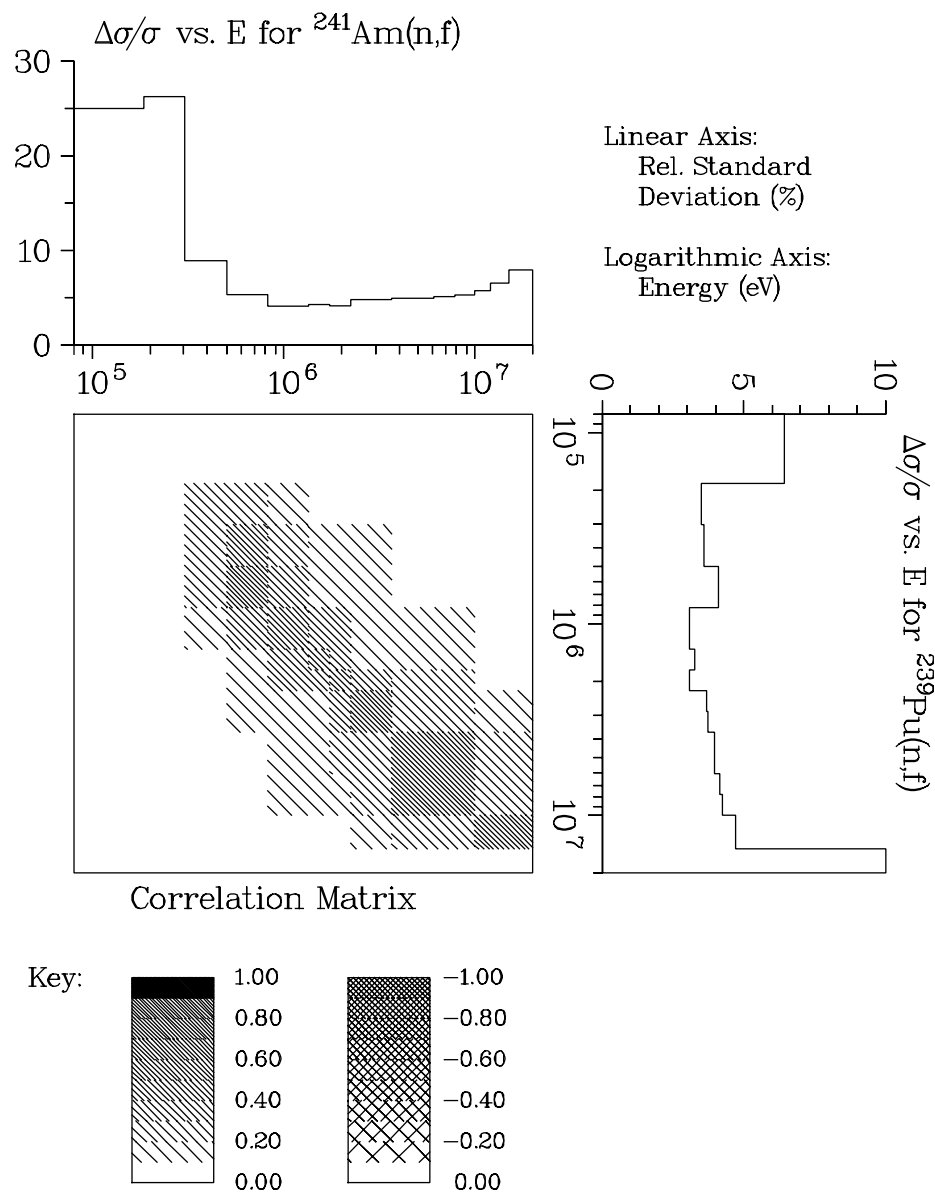 Δσ/σ vs. E for ²⁴¹Am(n,f)
30
20
10
0
10⁵ 10⁶ 10⁷
Linear Axis:
Rel. Standard
Deviation (%)
Logarithmic Axis:
Energy (eV)
0 5 10
10⁵
10⁶
10⁷
Δσ/σ vs. E for ²³⁹Pu(n,f)
Correlation Matrix
Key:
1.00 −1.00
0.80 −0.80
0.60 −0.60
0.40 −0.40
0.20 −0.20
0.00 0.00